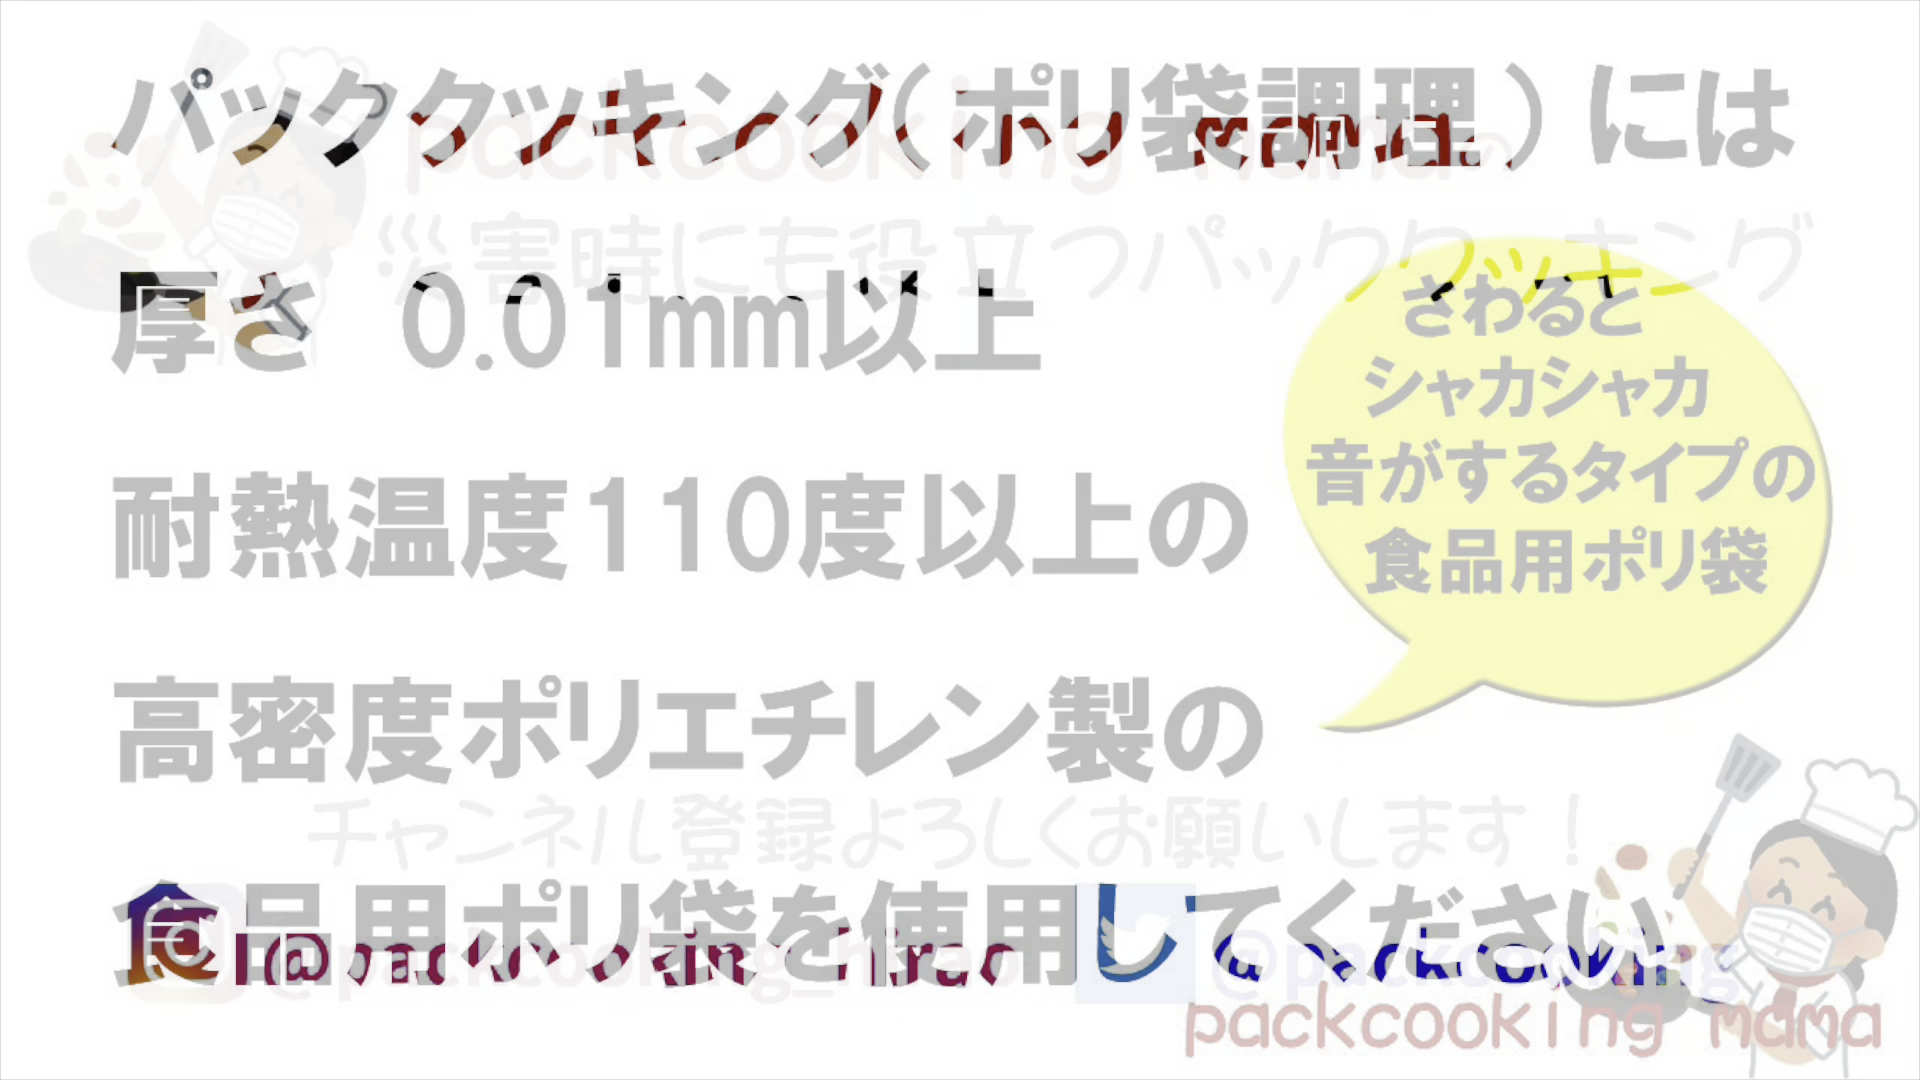 パッククッキング(ポリ袋調理)には
packcooking mama
災害時にも役立つパッククッキング
厚さ 0.01mm以上
さわると
シャカシャカ
音がするタイプの
食品用ポリ袋
耐熱温度110度以上の
高密度ポリエチレン製の
チャンネル登録よろしくお願いします!
食品用ポリ袋を使用してください
@packcooking
packcooking mama